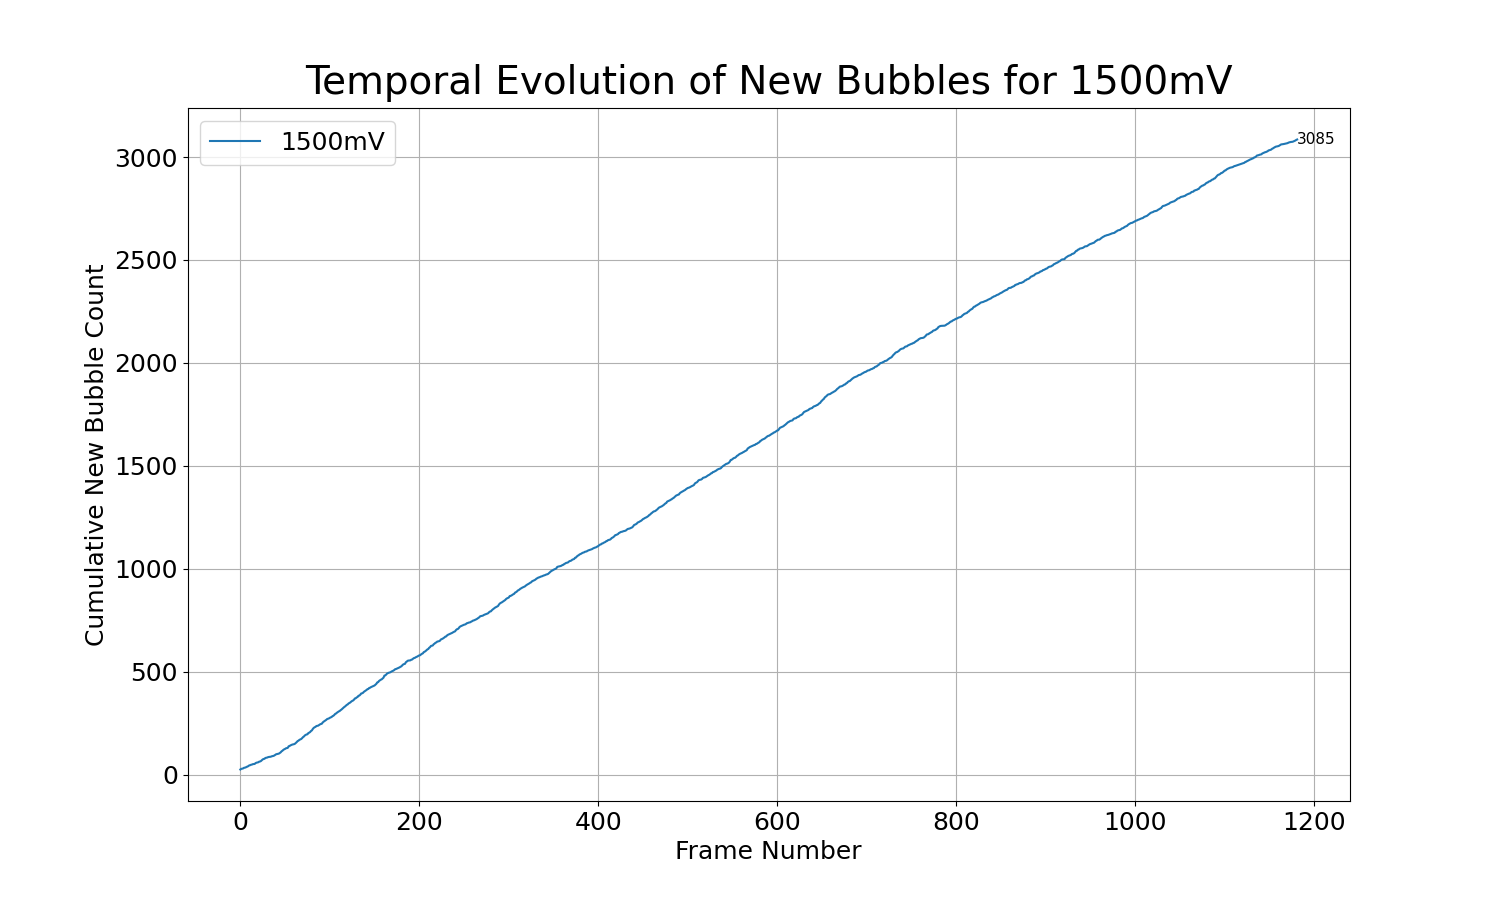 Temporal Evolution of New Bubbles for 1500mV
1500mV
3085
3000
2500
2000
1500
1000
500
0
Cumulative New Bubble Count
0 200 400 600 800 1000 1200
Frame Number